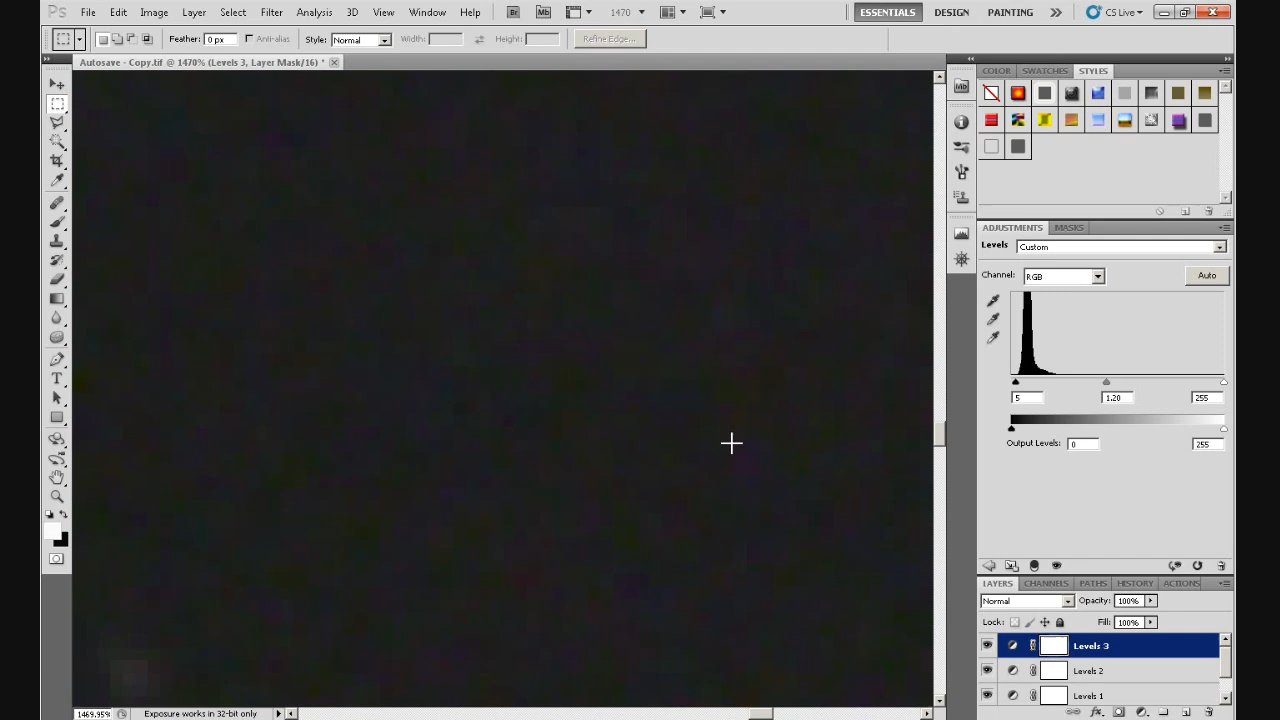 Ps File Edit Image Layer Select Filter Analysis 3D View Window Help Br Mb 1470 ESSENTIALS DESIGN PAINTING CS Live
Feather: 0 px Anti-alias Style: Normal Width: Height: Refine Edge...
Autosave - Copy.tif @ 1470% (Levels 3, Layer Mask/16) *
COLOR SWATCHES STYLES
Mb
ADJUSTMENTS MASKS
Levels Custom
Channel: RGB Auto
5 1.20 255
Output Levels: 0 255
LAYERS CHANNELS PATHS HISTORY ACTIONS
Normal Opacity: 100%
Lock: Fill: 100%
Levels 3
Levels 2
Levels 1
1469.95% Exposure works in 32-bit only
fx